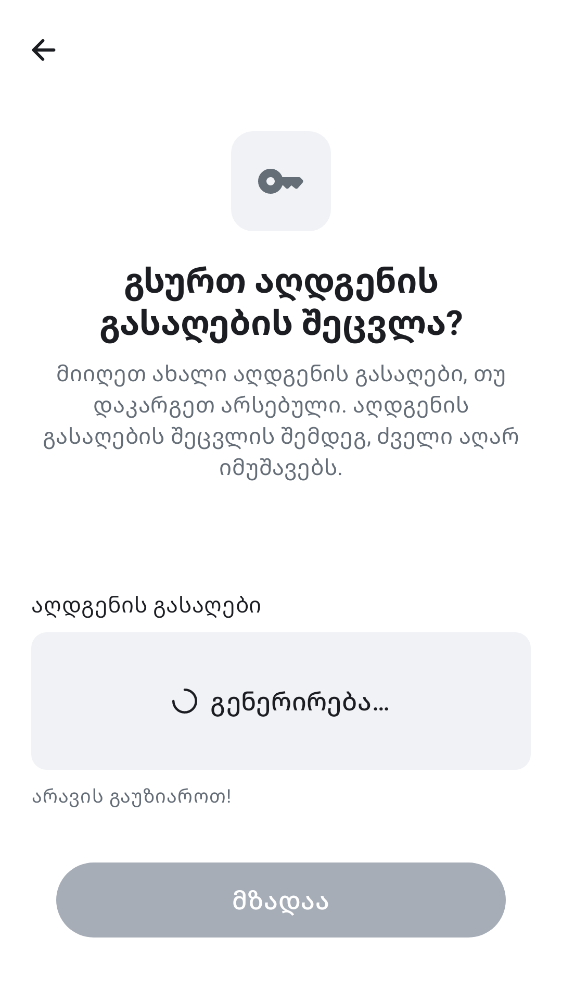 გსურთ აღდგენის
გასაღების შეცვლა?
მიიღეთ ახალი აღდგენის გასაღები, თუ
დაკარგეთ არსებული. აღდგენის
გასაღების შეცვლის შემდეგ, ძველი აღარ
იმუშავებს.
აღდგენის გასაღები
გენერირება...
არავის გაუზიაროთ!
მზადაა